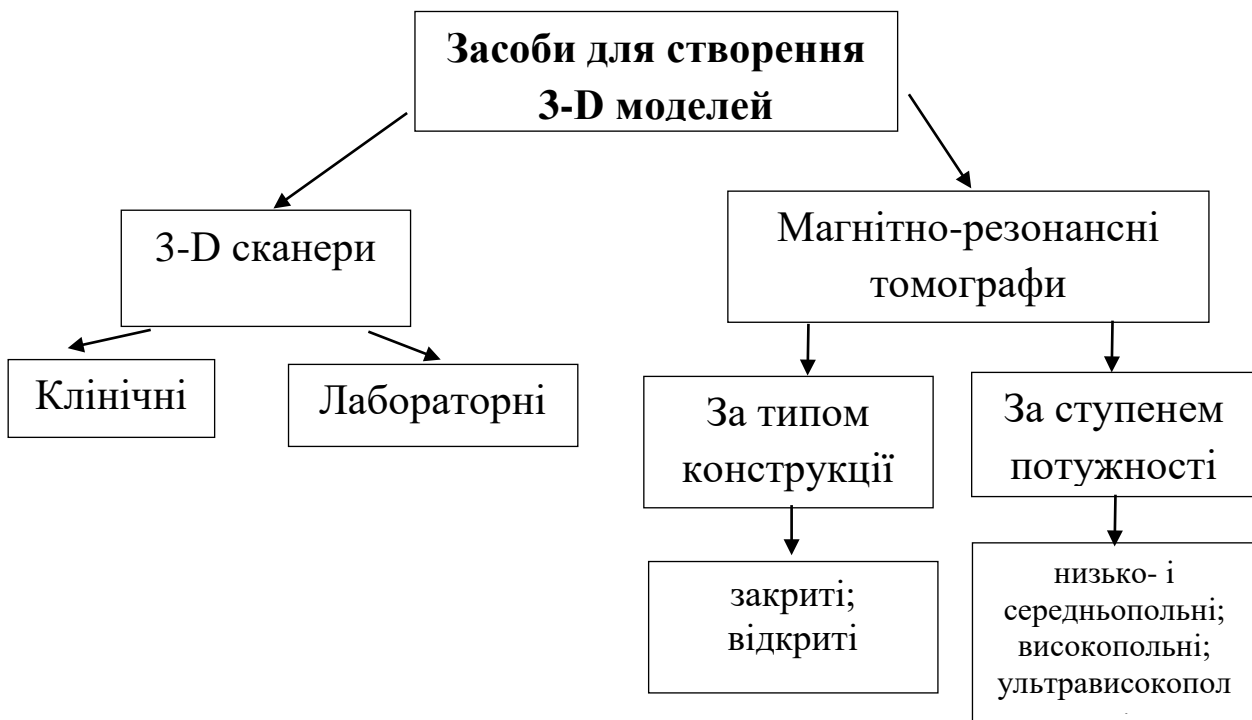 Засоби для створення
3-D моделей
3-D сканери
Магнітно-резонансні
томографи
Клінічні
Лабораторні
За типом
конструкції
За ступенем
потужності
закриті;
відкриті
низько- і
середньопольні;
високопольні;
ультрависокопол